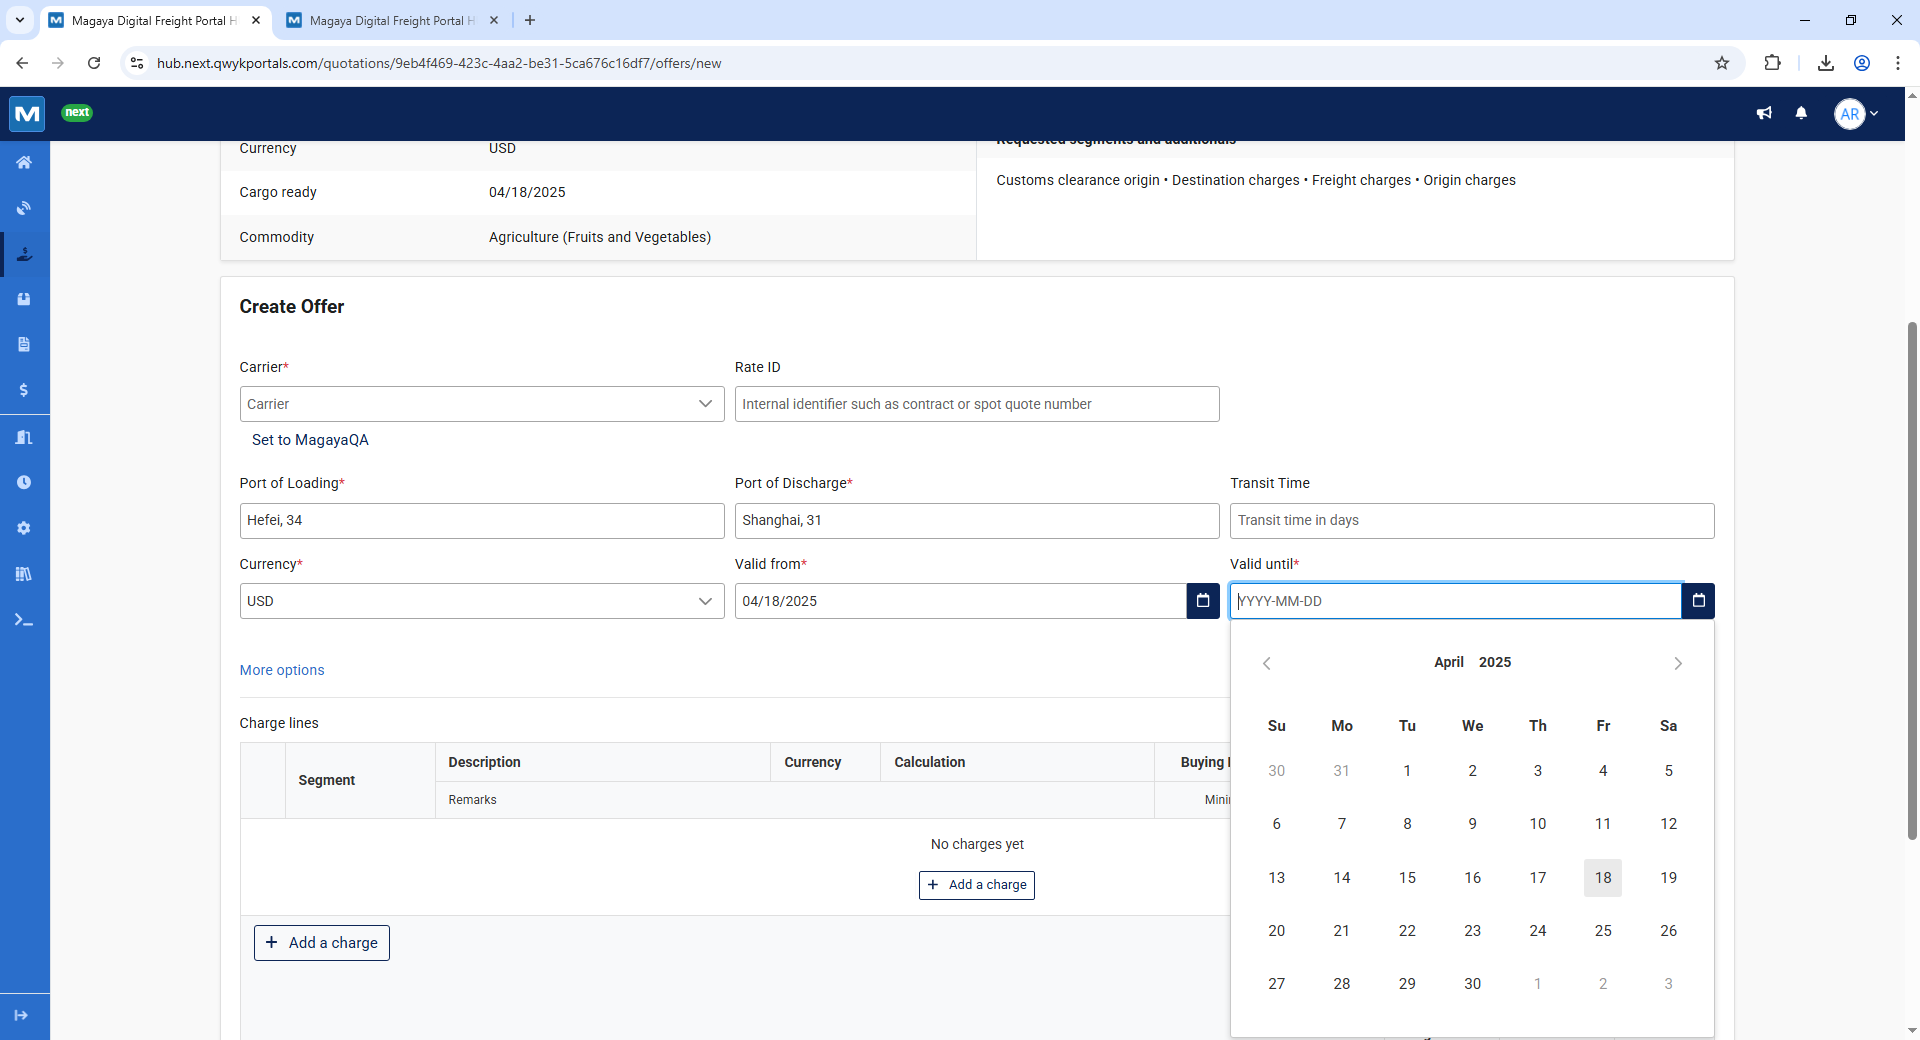 Magaya Digital Freight Portal H
Magaya Digital Freight Portal H
hub.next.qwykportals.com/quotations/9eb4f469-423c-4aa2-be31-5ca676c16df7/offers/new
M next AR
Currency USD
Requested segments and additionals
Customs clearance origin • Destination charges • Freight charges • Origin charges
Cargo ready 04/18/2025
Commodity Agriculture (Fruits and Vegetables)
Create Offer
Carrier* Rate ID
Carrier Internal identifier such as contract or spot quote number
Set to MagayaQA
Port of Loading* Port of Discharge* Transit Time
Hefei, 34 Shanghai, 31 Transit time in days
Currency* Valid from* Valid until*
USD 04/18/2025 YYYY-MM-DD
More options
April 2025
Su Mo Tu We Th Fr Sa
30 31 1 2 3 4 5
6 7 8 9 10 11 12
13 14 15 16 17 18 19
20 21 22 23 24 25 26
27 28 29 30 1 2 3
Charge lines
Segment Description Currency Calculation Buying
Remarks
No charges yet
+ Add a charge
+ Add a charge